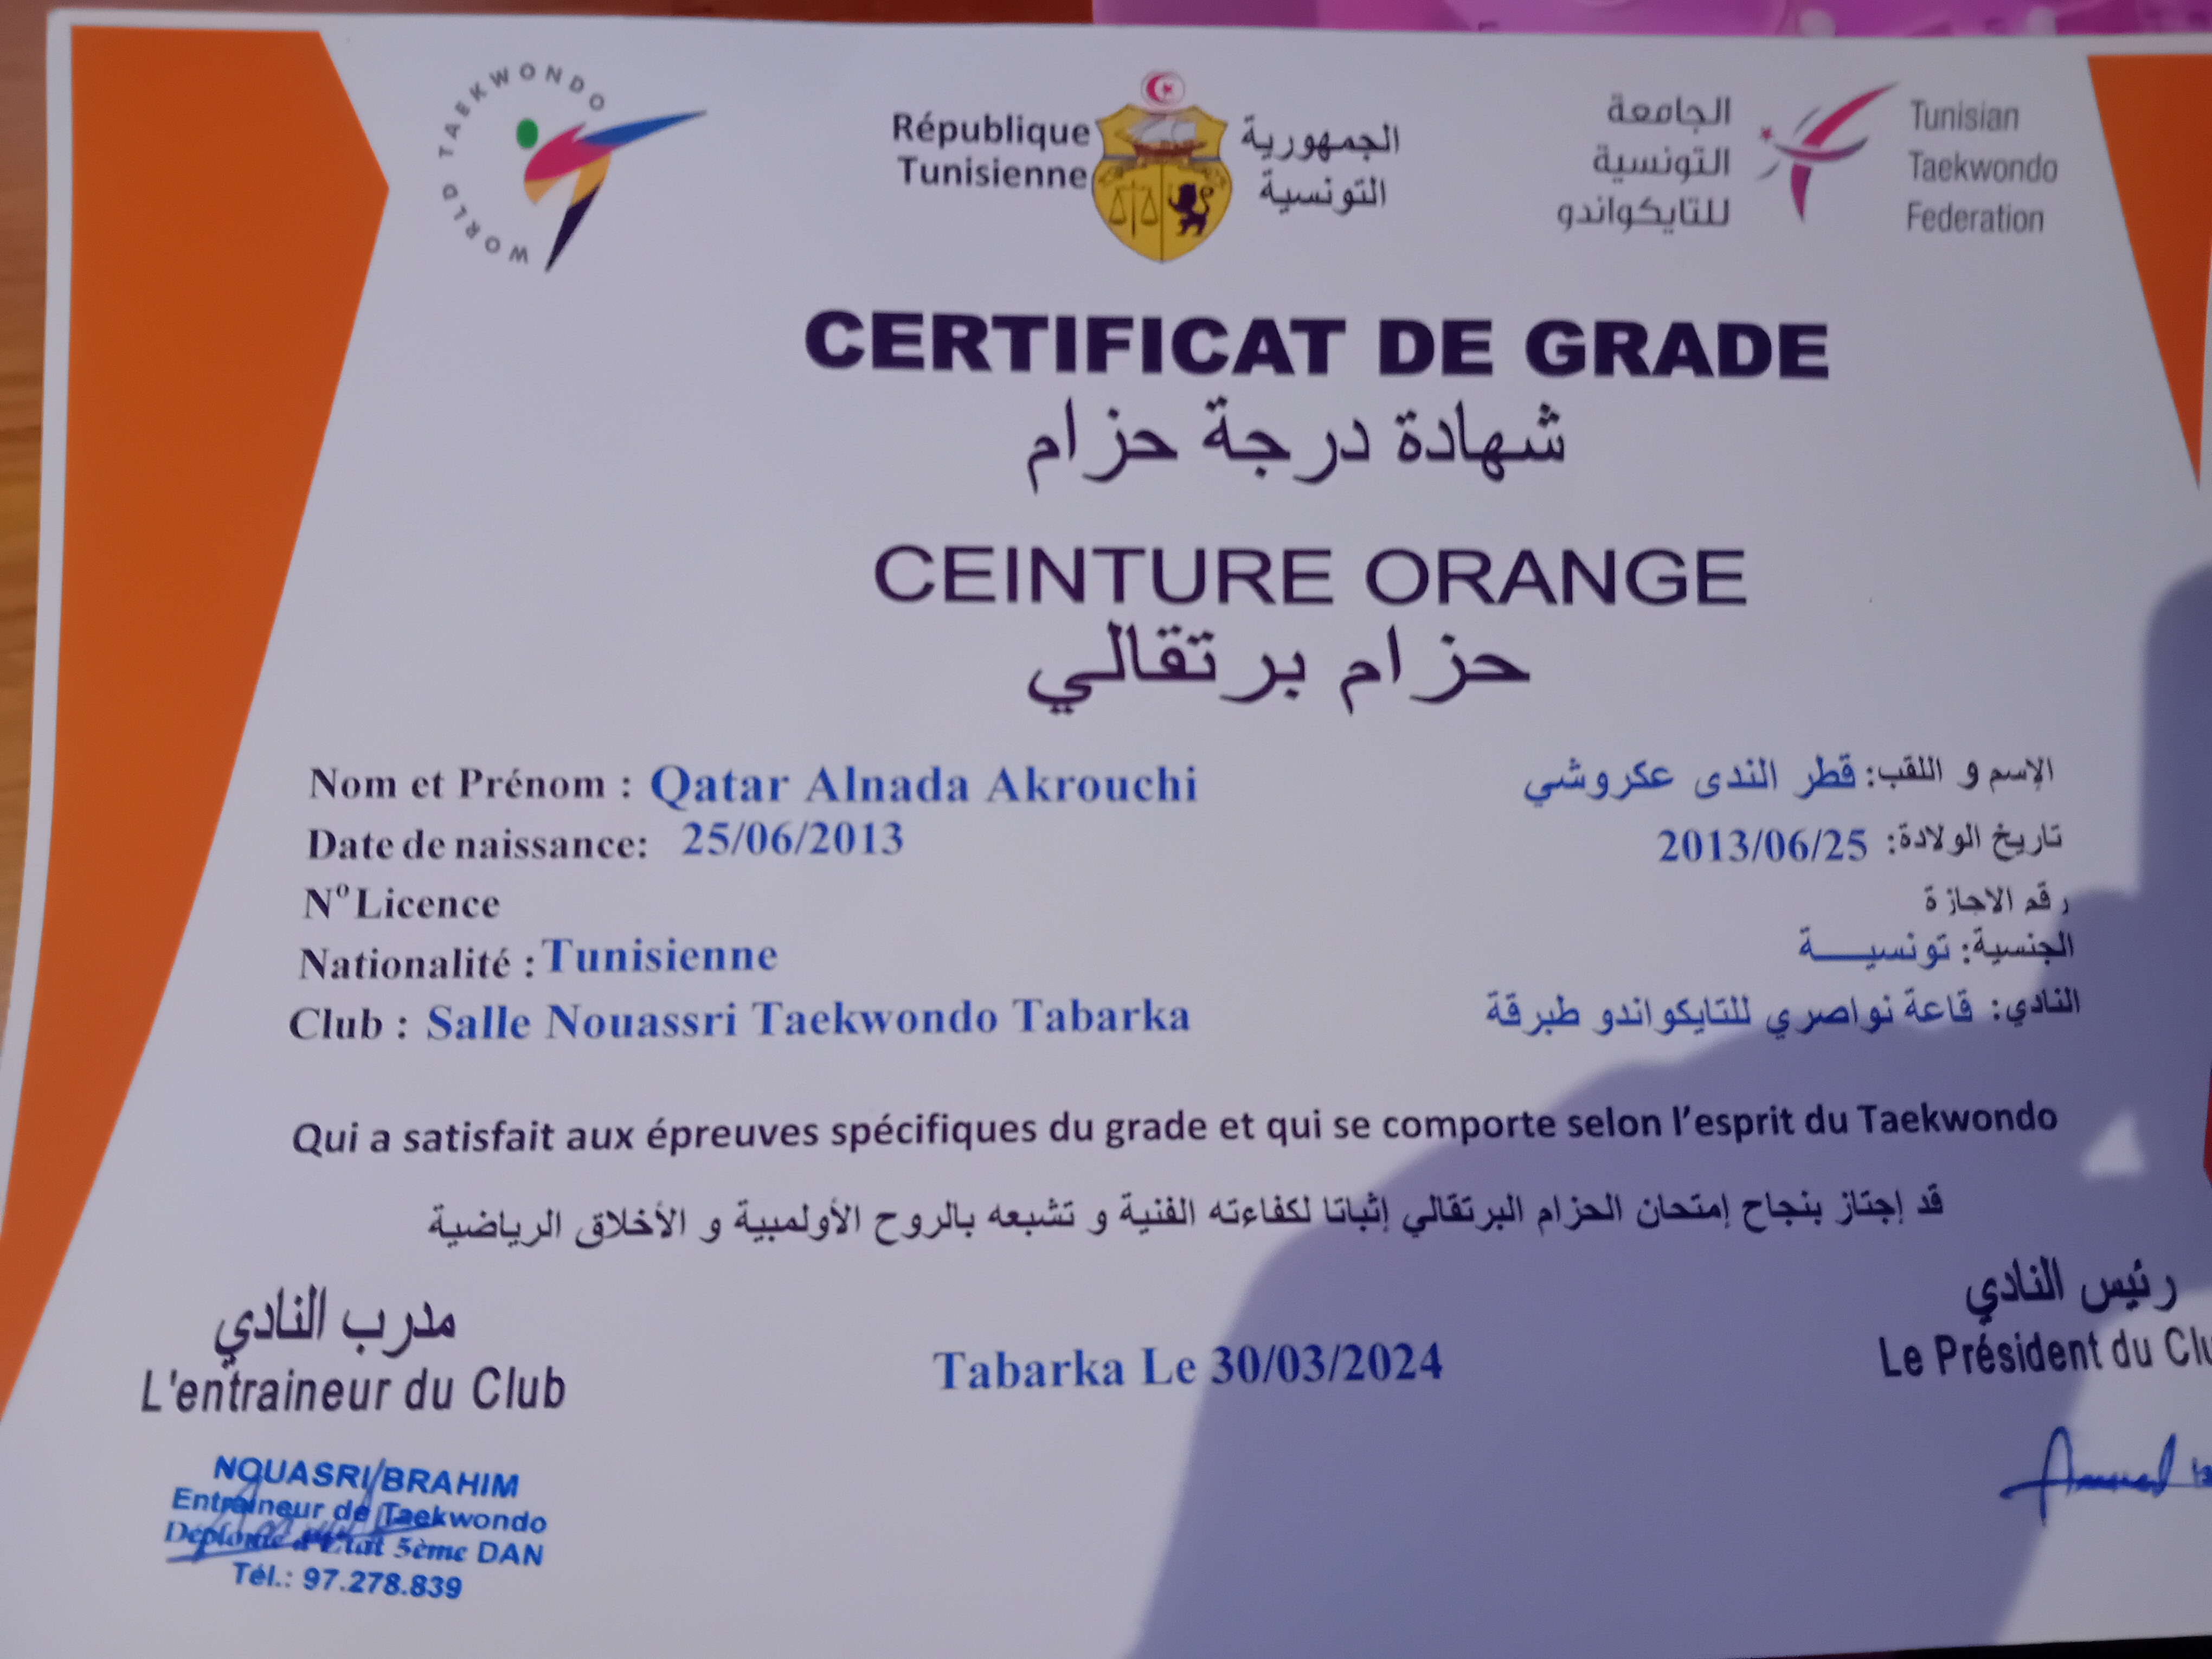 WORLD TAEKWONDO
République
Tunisienne
الجمهورية
التونسية
الجامعة
التونسية
للتايكواندو
Tunisian
Taekwondo
Federation
CERTIFICAT DE GRADE
شهادة درجة حزام
CEINTURE ORANGE
حزام برتقالي
Nom et Prénom : Qatar Alnada Akrouchi
الإسم و اللقب: قطر الندى عكروشي
Date de naissance: 25/06/2013
تاريخ الولادة: 2013/06/25
N° Licence
رقم الاجازة
Nationalité : Tunisienne
الجنسية: تونسيـــة
Club : Salle Nouassri Taekwondo Tabarka
النادي: قاعة نواصري للتايكواندو طبرقة
Qui a satisfait aux épreuves spécifiques du grade et qui se comporte selon l'esprit du Taekwondo
قد إجتاز بنجاح إمتحان الحزام البرتقالي إثباتا لكفاءته الفنية و تشبعه بالروح الأولمبية و الأخلاق الرياضية
مدرب النادي
L'entraineur du Club
Tabarka Le 30/03/2024
رئيس النادي
Le Président du Clu
NOUASRI BRAHIM
Entraineur de Taekwondo
Déplomé d'Etat 5ème DAN
Tél.: 97.278.839